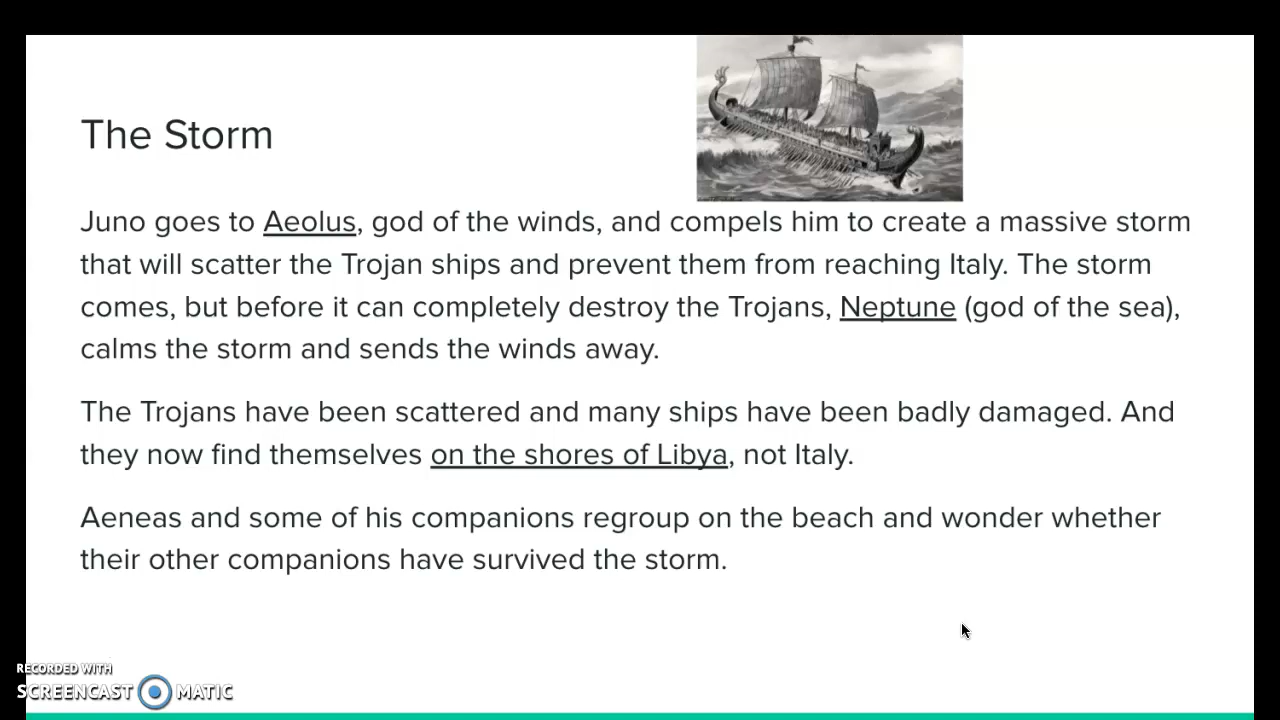 The Storm
Juno goes to Aeolus, god of the winds, and compels him to create a massive storm
that will scatter the Trojan ships and prevent them from reaching Italy. The storm
comes, but before it can completely destroy the Trojans, Neptune (god of the sea),
calms the storm and sends the winds away.
The Trojans have been scattered and many ships have been badly damaged. And
they now find themselves on the shores of Libya, not Italy.
Aeneas and some of his companions regroup on the beach and wonder whether
their other companions have survived the storm.
RECORDED WITH
SCREENCAST MATIC